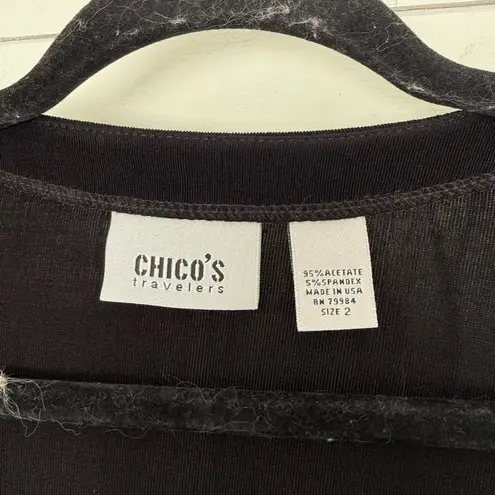 CHICO'S
travelers
95% ACETATE
5% SPANDEX
MADE IN USA
RN 79984
SIZE 2